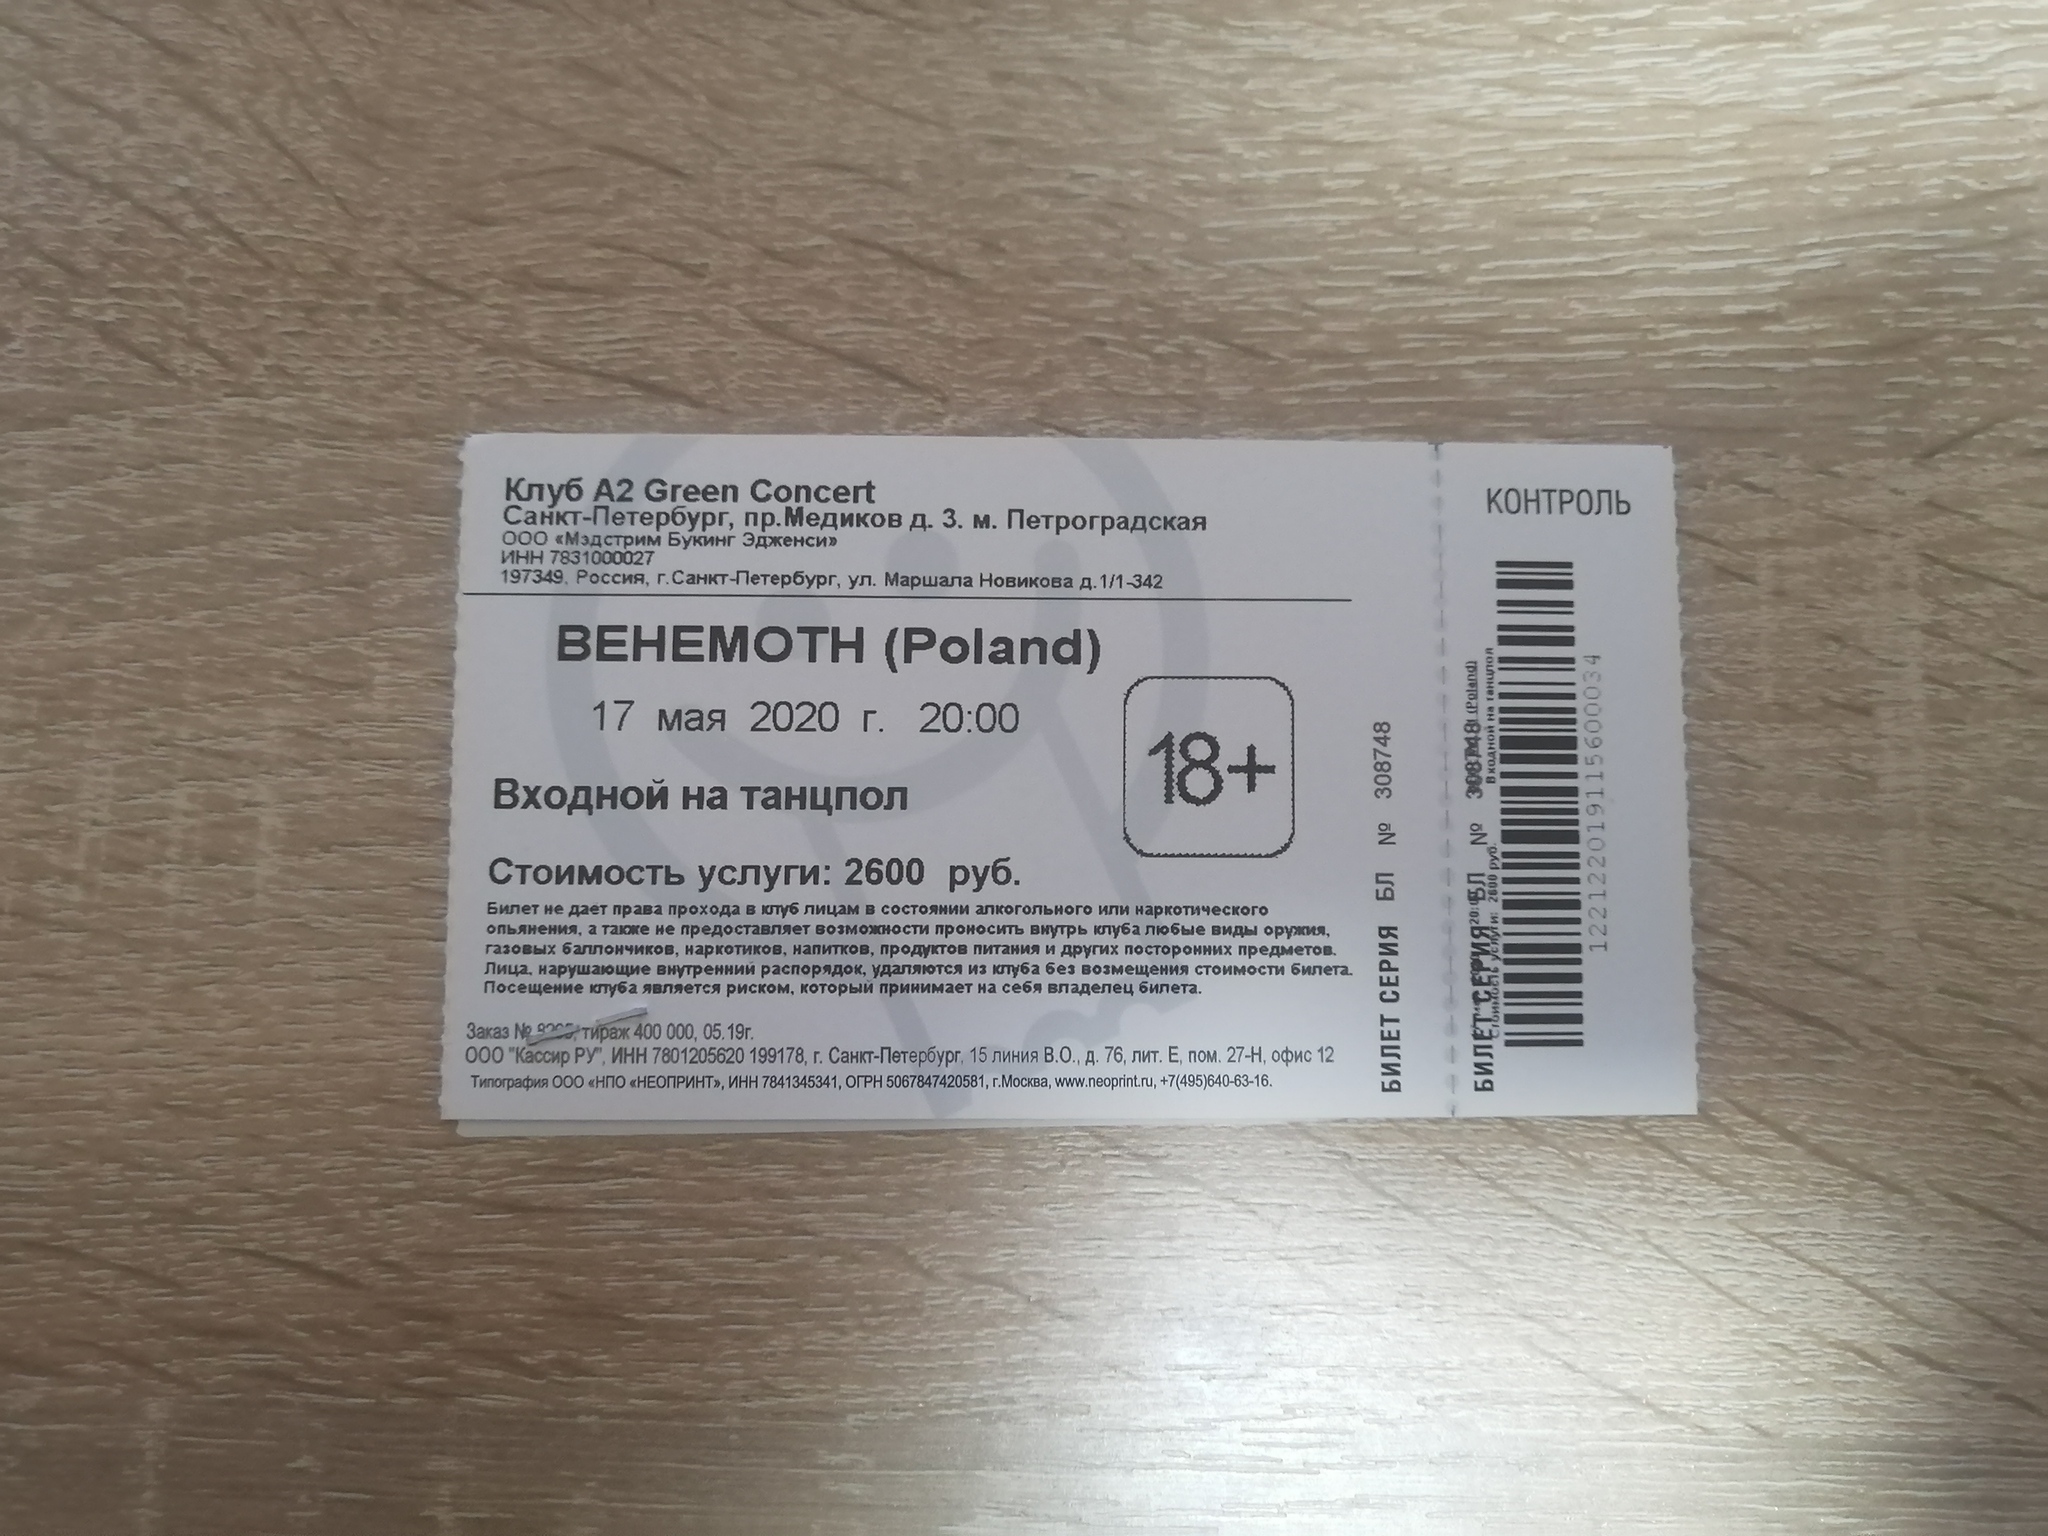 Клуб A2 Green Concert
Санкт-Петербург, пр.Медиков д. 3. м. Петроградская
ООО «Мэдстрим Букинг Эдженси»
ИНН 7831000027
197349, Россия, г.Санкт-Петербург, ул. Маршала Новикова д.1/1-342
BEHEMOTH (Poland)
17 мая 2020 г. 20:00
18+
Входной на танцпол
Стоимость услуги: 2600 руб.
Билет не дает права прохода в клуб лицам в состоянии алкогольного или наркотического
опьянения, а также не предоставляет возможности проносить внутрь клуба любые виды оружия,
газовых баллончиков, наркотиков, напитков, продуктов питания и других посторонних предметов.
Лица, нарушающие внутренний распорядок, удаляются из клуба без возмещения стоимости билета.
Посещение клуба является риском, который принимает на себя владелец билета.
Заказ № тираж 400 000, 05.19г.
ООО "Кассир РУ", ИНН 7801205620 199178, г. Санкт-Петербург, 15 линия В.О., д. 76, лит. Е, пом. 27-Н, офис 12
Типография ООО «НПО «НЕОПРИНТ», ИНН 7841345341, ОГРН 5067847420581, г.Москва, www.neoprint.ru, +7(495)640-63-16.
БИЛЕТ СЕРИЯ БЛ № 308748
КОНТРОЛЬ
БИЛЕТ СЕРИЯ БЛ № 308748
(Poland)
Входной на танцпол
Стоимость услуги: 2600 руб.
122122019115600034